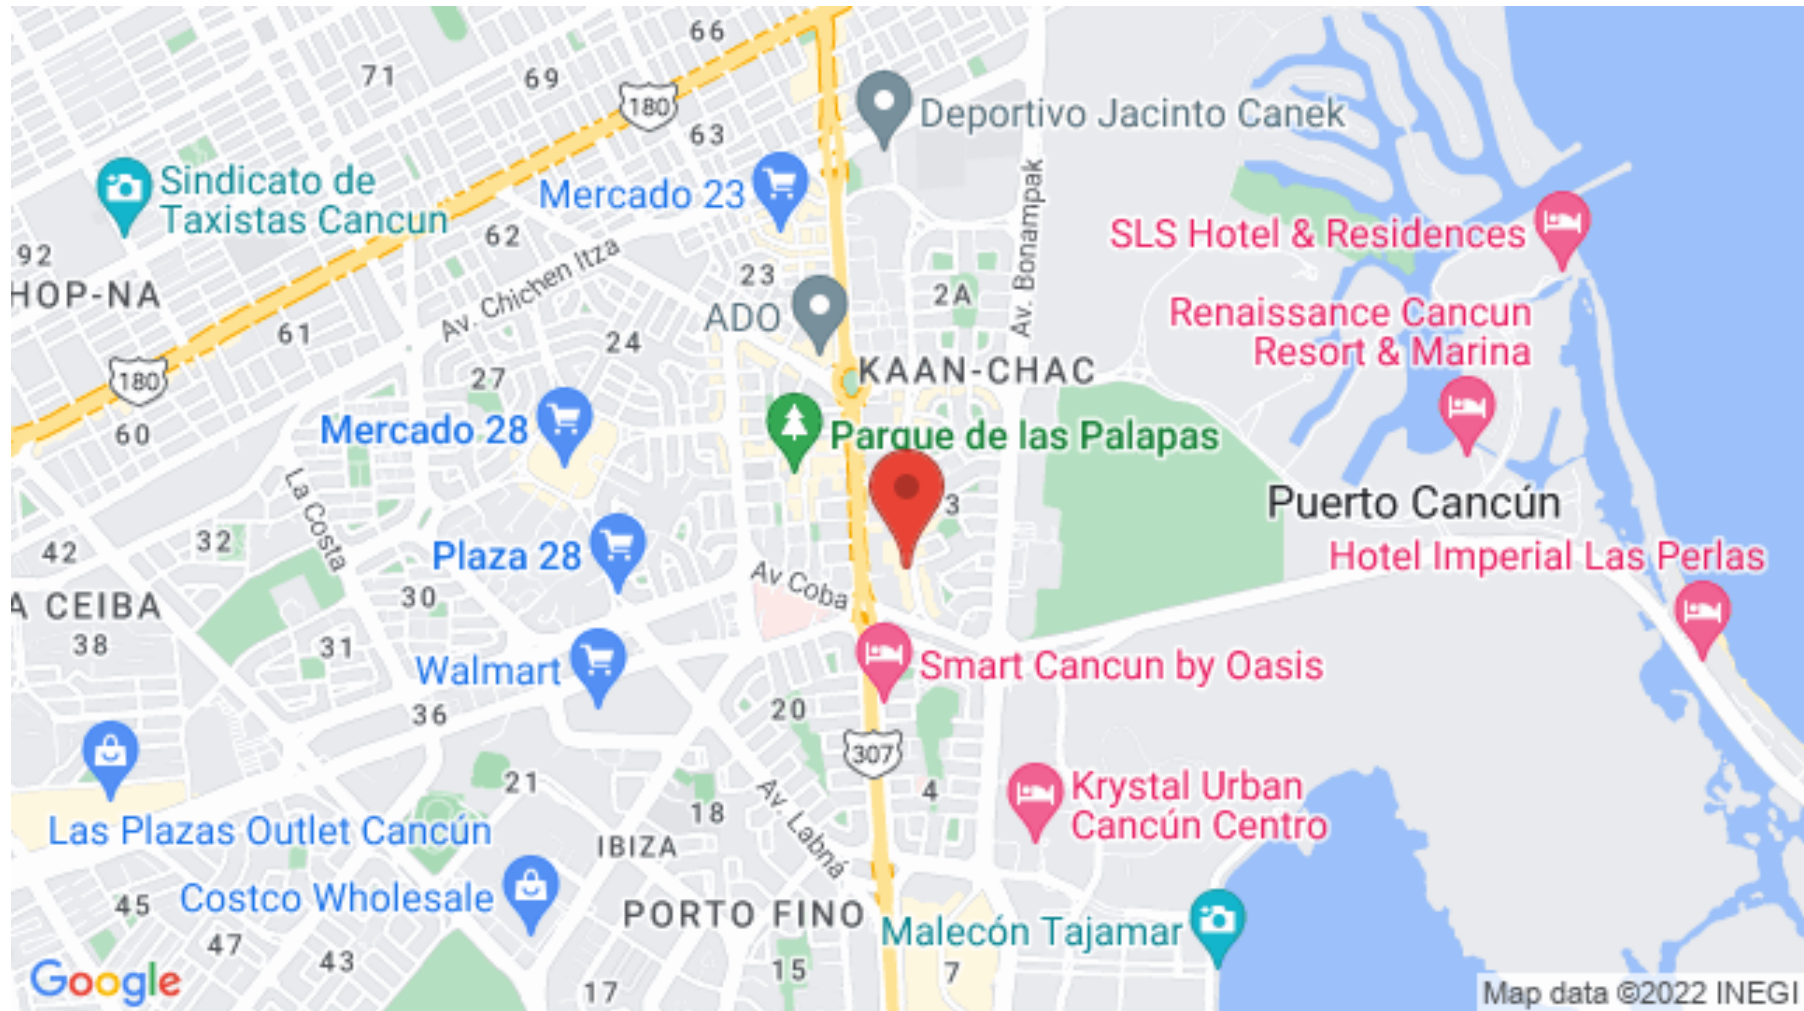 66
71
69
180
63
Deportivo Jacinto Canek
Sindicato de
Taxistas Cancun
Mercado 23
62
92
HOP-NA
Av. Chichen Itza
23
2A
Av. Bonampak
SLS Hotel & Residences
Renaissance Cancun
Resort & Marina
ADO
61
24
180
27
KAAN-CHAC
60
Mercado 28
Parque de las Palapas
La Costa
3
Puerto Cancún
42
32
Plaza 28
Hotel Imperial Las Perlas
Av Coba
A CEIBA
30
38
31
Walmart
Smart Cancun by Oasis
36
20
307
21
4
Krystal Urban
Cancún Centro
18
Av. Labná
Las Plazas Outlet Cancún
IBIZA
45
Costco Wholesale
PORTO FINO
Malecón Tajamar
47
43
15
7
17
Google
Map data ©2022 INEGI